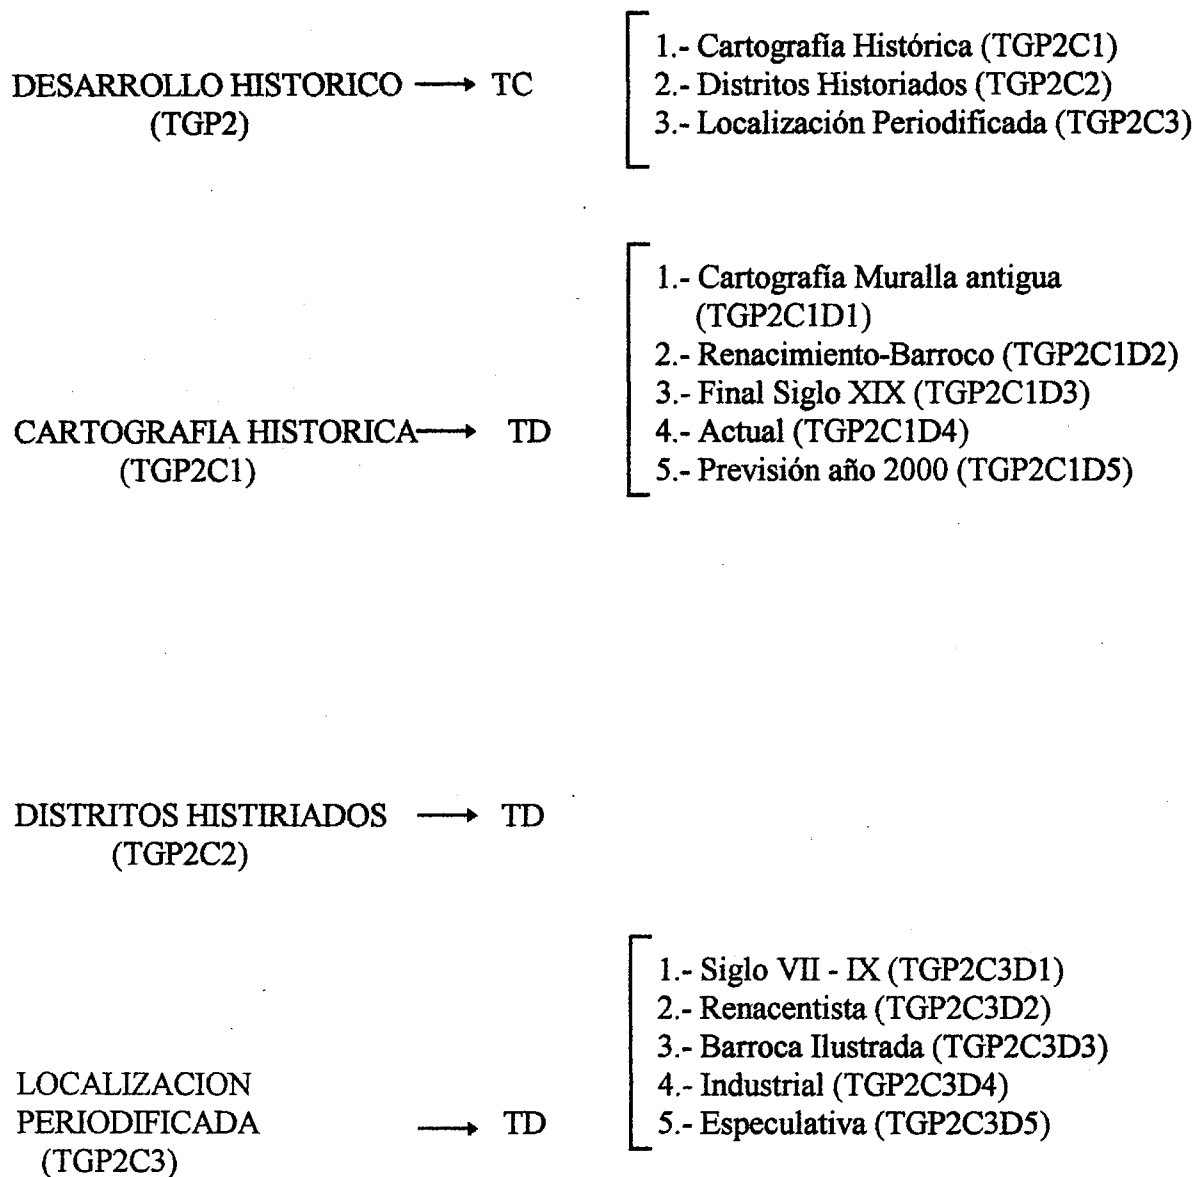 DESARROLLO HISTORICO → TC
(TGP2)
1.- Cartografía Histórica (TGP2C1)
2.- Distritos Historiados (TGP2C2)
3.- Localización Periodificada (TGP2C3)
CARTOGRAFIA HISTORICA → TD
(TGP2C1)
1.- Cartografía Muralla antigua
(TGP2C1D1)
2.- Renacimiento-Barroco (TGP2C1D2)
3.- Final Siglo XIX (TGP2C1D3)
4.- Actual (TGP2C1D4)
5.- Previsión año 2000 (TGP2C1D5)
DISTRITOS HISTIRIADOS → TD
(TGP2C2)
LOCALIZACION
PERIODIFICADA → TD
(TGP2C3)
1.- Siglo VII - IX (TGP2C3D1)
2.- Renacentista (TGP2C3D2)
3.- Barroca Ilustrada (TGP2C3D3)
4.- Industrial (TGP2C3D4)
5.- Especulativa (TGP2C3D5)